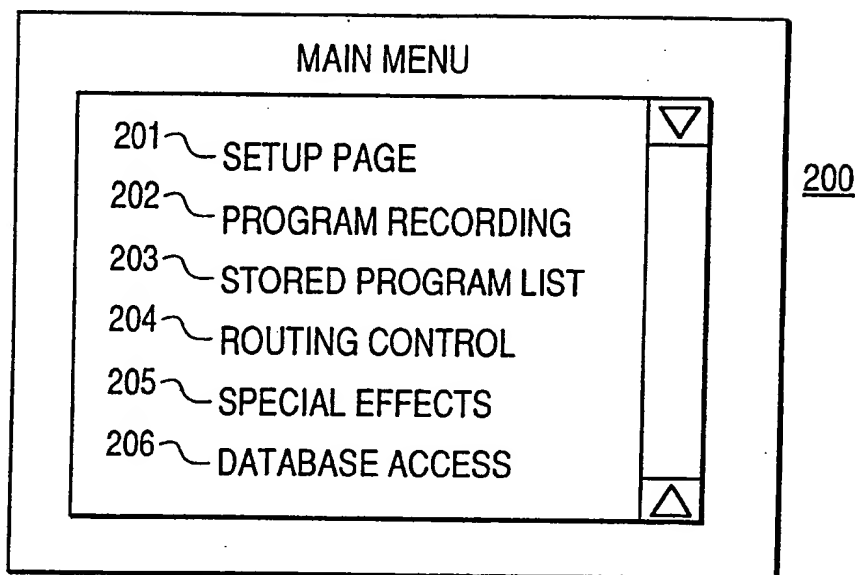 MAIN MENU
201 SETUP PAGE
202 PROGRAM RECORDING
203 STORED PROGRAM LIST
204 ROUTING CONTROL
205 SPECIAL EFFECTS
206 DATABASE ACCESS
200